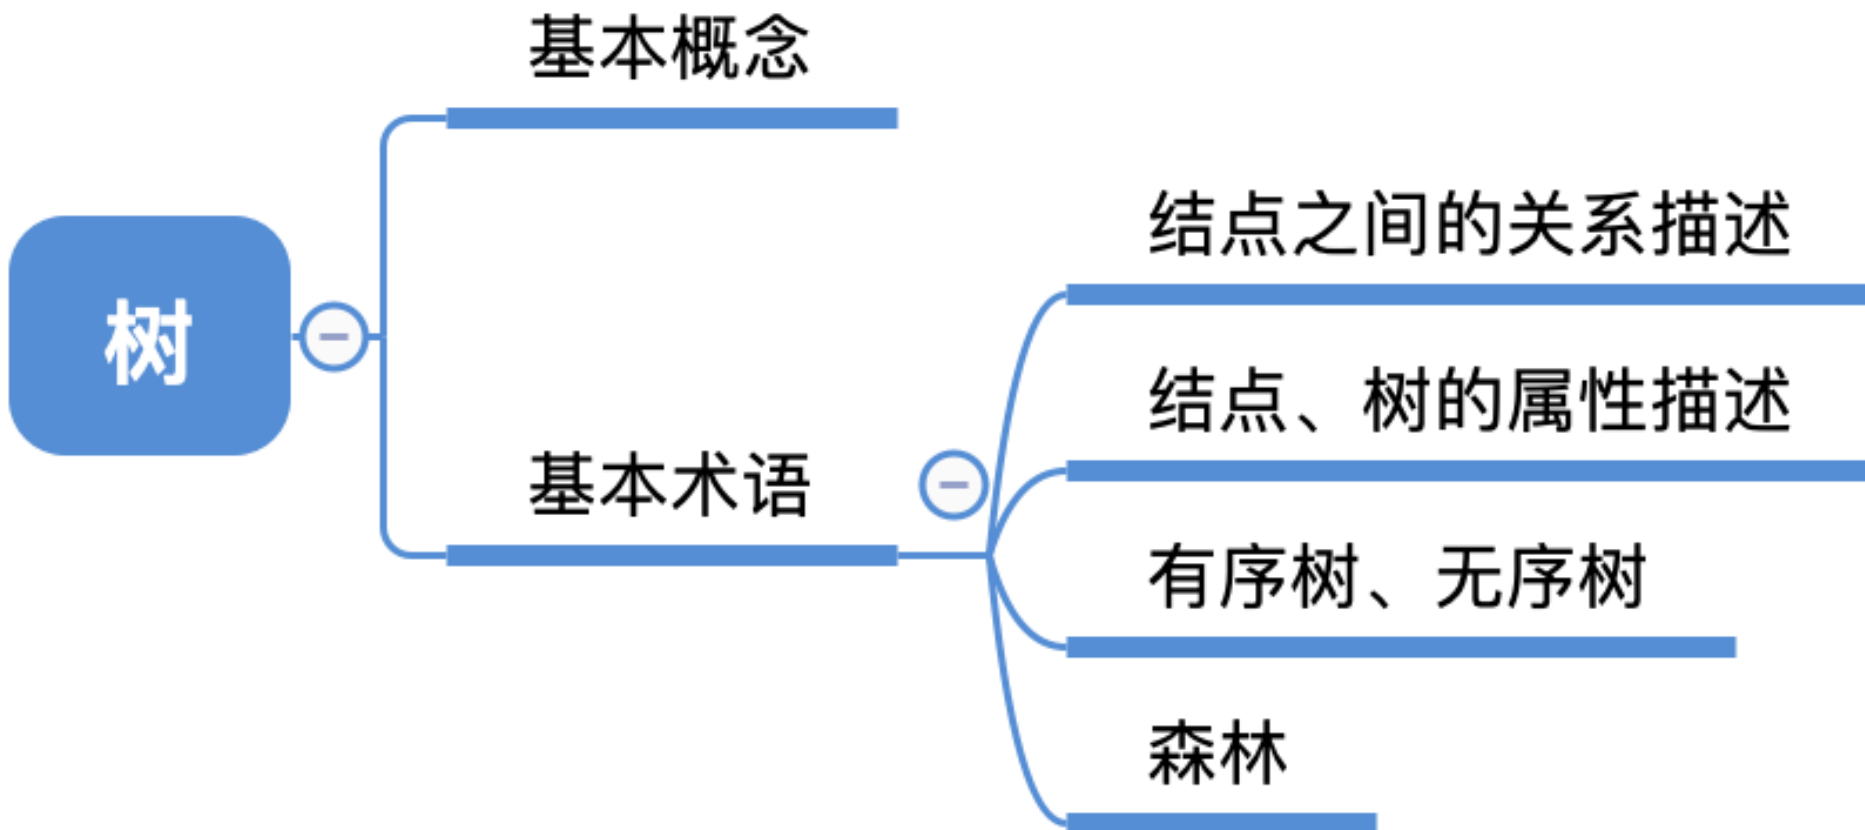 树
基本概念
基本术语
结点之间的关系描述
结点、树的属性描述
有序树、无序树
森林